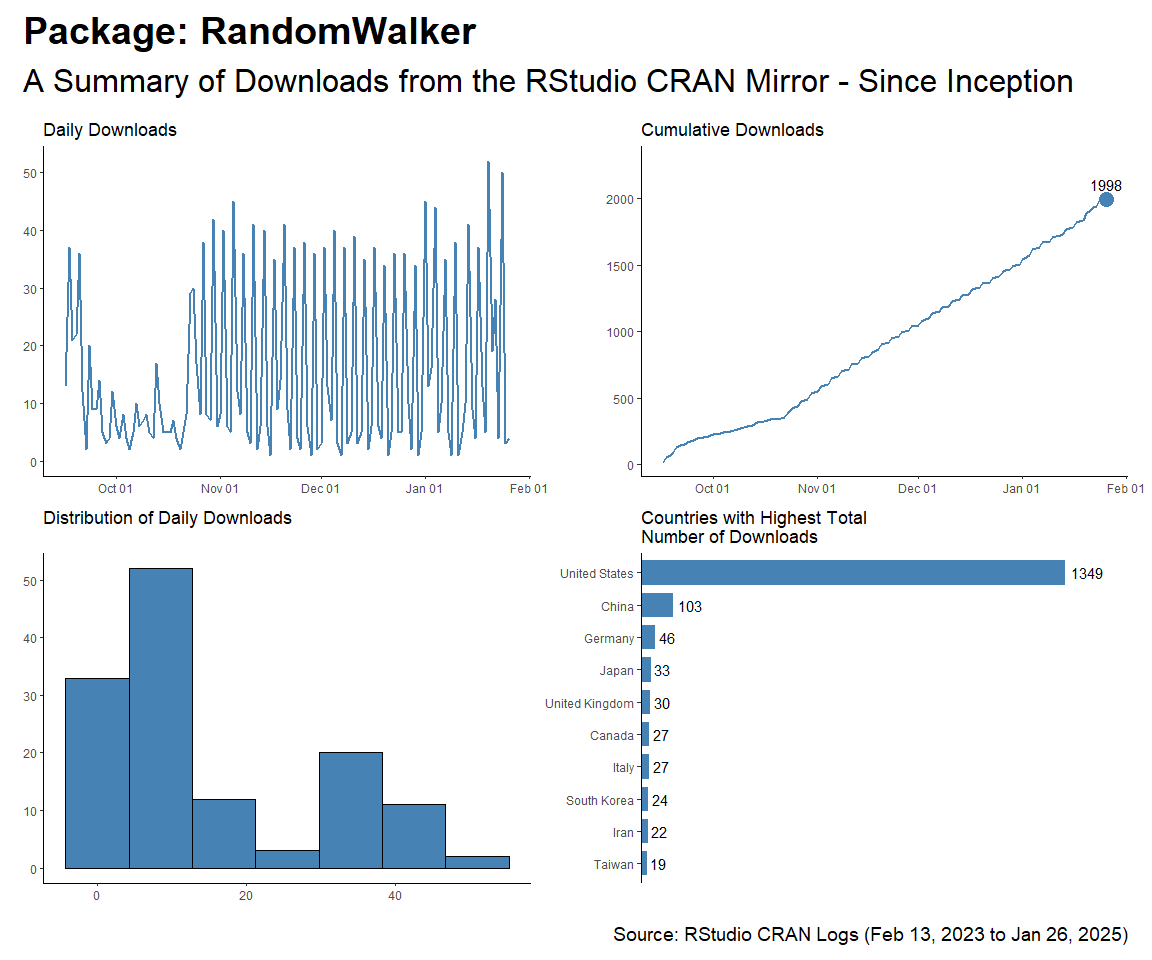 Package: RandomWalker
A Summary of Downloads from the RStudio CRAN Mirror - Since Inception
Daily Downloads
50
40
30
20
10
0
Oct 01 Nov 01 Dec 01 Jan 01 Feb 01
Cumulative Downloads
1998
2000
1500
1000
500
0
Oct 01 Nov 01 Dec 01 Jan 01 Feb 01
Distribution of Daily Downloads
50
40
30
20
10
0
0 20 40
Countries with Highest Total
Number of Downloads
United States 1349
China 103
Germany 46
Japan 33
United Kingdom 30
Canada 27
Italy 27
South Korea 24
Iran 22
Taiwan 19
Source: RStudio CRAN Logs (Feb 13, 2023 to Jan 26, 2025)